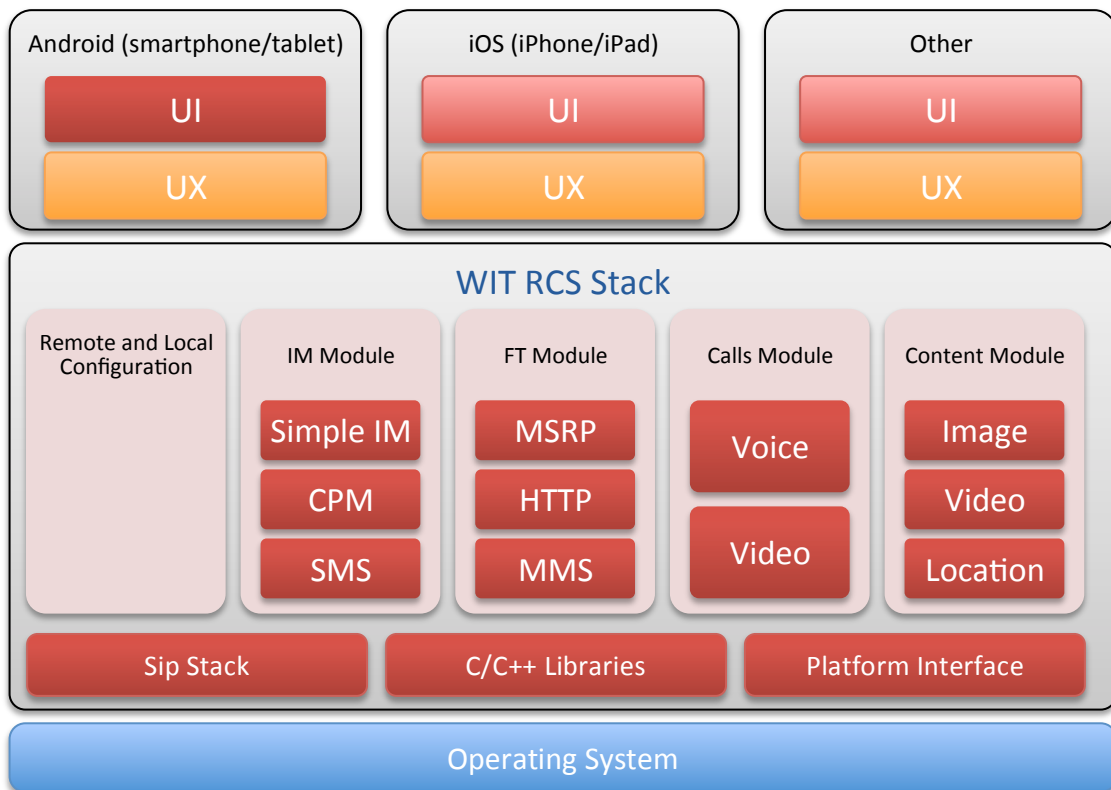 Android (smartphone/tablet)
UI
UX
iOS (iPhone/iPad)
UI
UX
Other
UI
UX
WIT RCS Stack
Remote and Local
Configuration
IM Module
Simple IM
CPM
SMS
FT Module
MSRP
HTTP
MMS
Calls Module
Voice
Video
Content Module
Image
Video
Location
Sip Stack
C/C++ Libraries
Platform Interface
Operating System